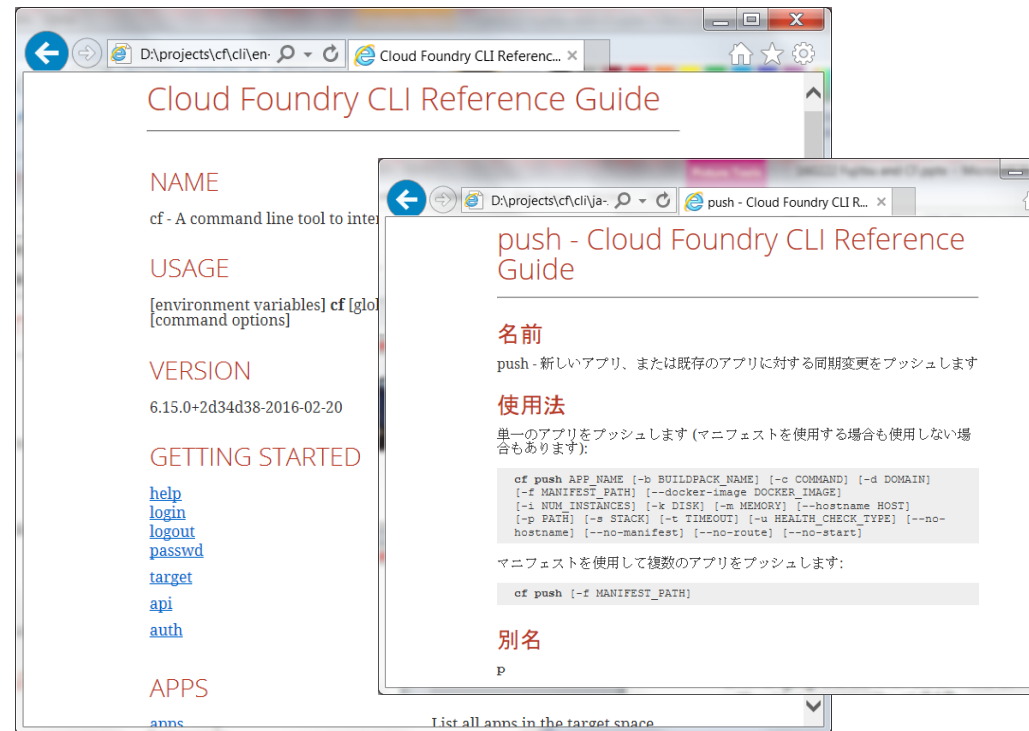 D:\projects\cf\cli\en-
Cloud Foundry CLI Referenc...
Cloud Foundry CLI Reference Guide
NAME
cf - A command line tool to inter
USAGE
[environment variables] cf [glo
[command options]
VERSION
6.15.0+2d34d38-2016-02-20
GETTING STARTED
help
login
logout
passwd
target
api
auth
APPS
apps
List all apps in the target space
D:\projects\cf\cli\ja-
push - Cloud Foundry CLI R...
push - Cloud Foundry CLI Reference
Guide
名前
push - 新しいアプリ、または既存のアプリに対する同期変更をプッシュします
使用法
単一のアプリをプッシュします (マニフェストを使用する場合も使用しない場
合もあります):
cf push APP_NAME [-b BUILDPACK_NAME] [-c COMMAND] [-d DOMAIN]
[-f MANIFEST_PATH] [--docker-image DOCKER_IMAGE]
[-i NUM_INSTANCES] [-k DISK] [-m MEMORY] [--hostname HOST]
[-p PATH] [-s STACK] [-t TIMEOUT] [-u HEALTH_CHECK_TYPE] [--no-
hostname] [--no-manifest] [--no-route] [--no-start]
マニフェストを使用して複数のアプリをプッシュします:
cf push [-f MANIFEST_PATH]
別名
p